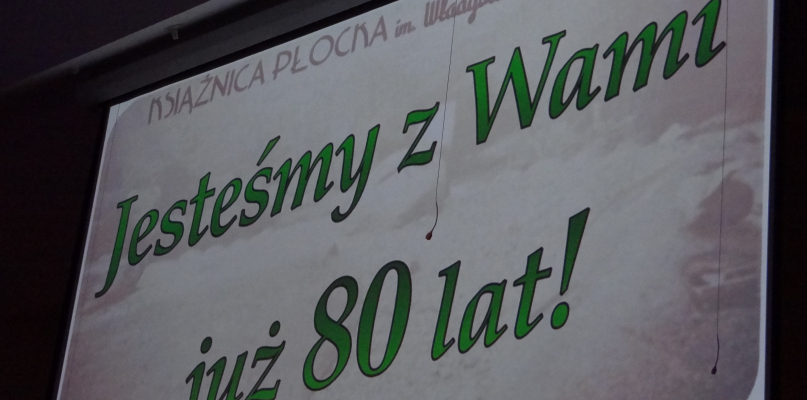 KSIĄŻNICA PŁOCKA im.
Jesteśmy z Wami
już 80 lat!